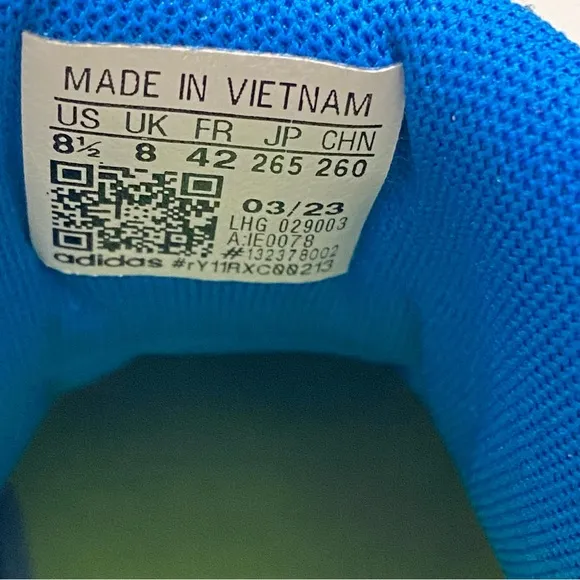 MADE IN VIETNAM
US UK FR JP CHN
8½ 8 42 265 260
03/23
LHG 029003
A:IE0078
#132378002
adidas #rY11RXC00213